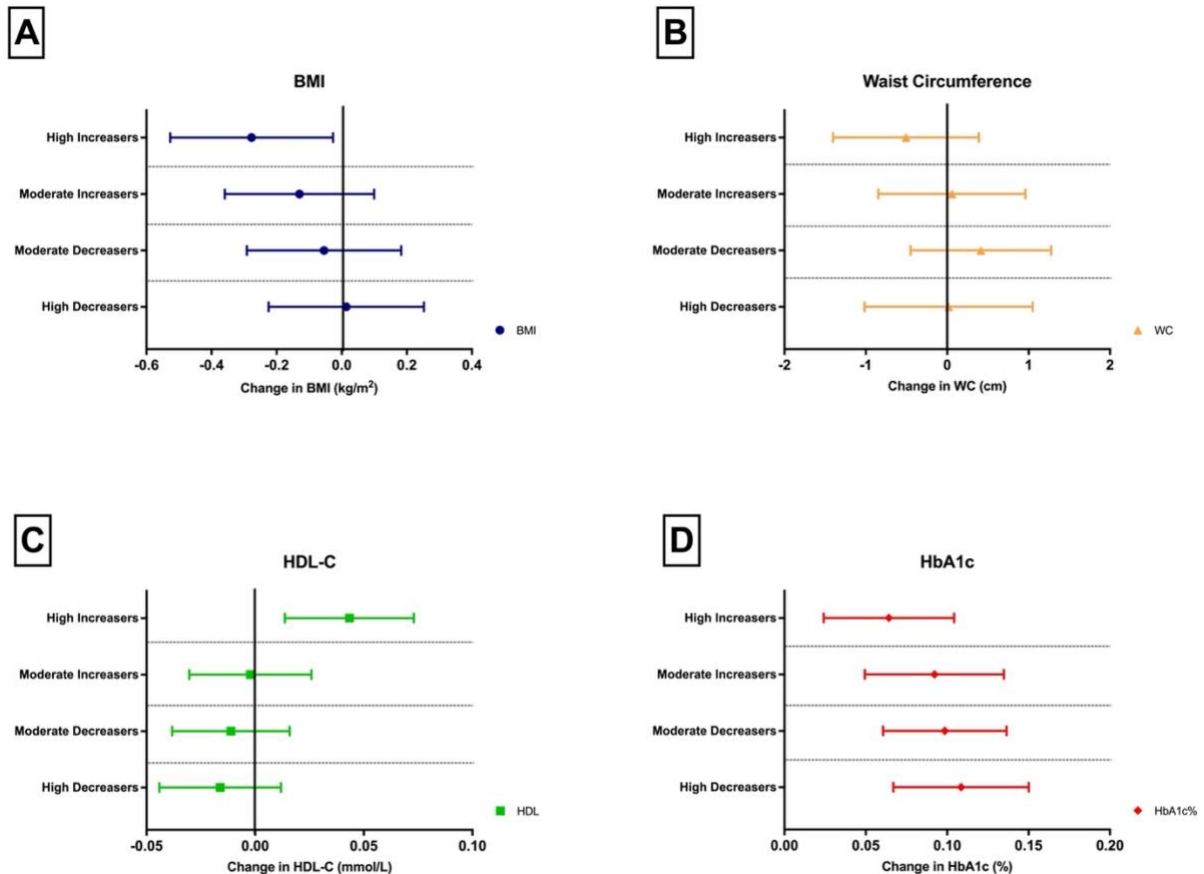 A
BMI
High Increasers
Moderate Increasers
Moderate Decreasers
High Decreasers
BMI
-0.6 -0.4 -0.2 0.0 0.2 0.4
Change in BMI (kg/m²)
B
Waist Circumference
High Increasers
Moderate Increasers
Moderate Decreasers
High Decreasers
WC
-2 -1 0 1 2
Change in WC (cm)
C
HDL-C
High Increasers
Moderate Increasers
Moderate Decreasers
High Decreasers
HDL
-0.05 0.00 0.05 0.10
Change in HDL-C (mmol/L)
D
HbA1c
High Increasers
Moderate Increasers
Moderate Decreasers
High Decreasers
HbA1c%
0.00 0.05 0.10 0.15 0.20
Change in HbA1c (%)